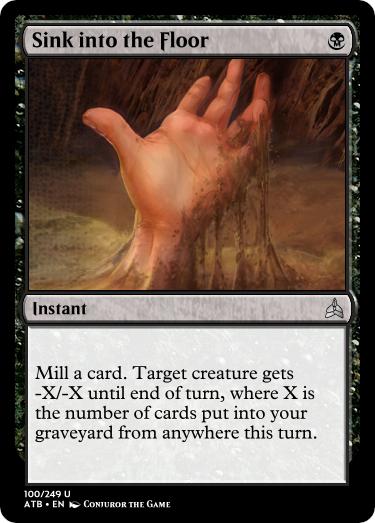 Sink into the Floor
Instant
Mill a card. Target creature gets
-X/-X until end of turn, where X is
the number of cards put into your
graveyard from anywhere this turn.
100/249 U
ATB • EN Conjuror the Game